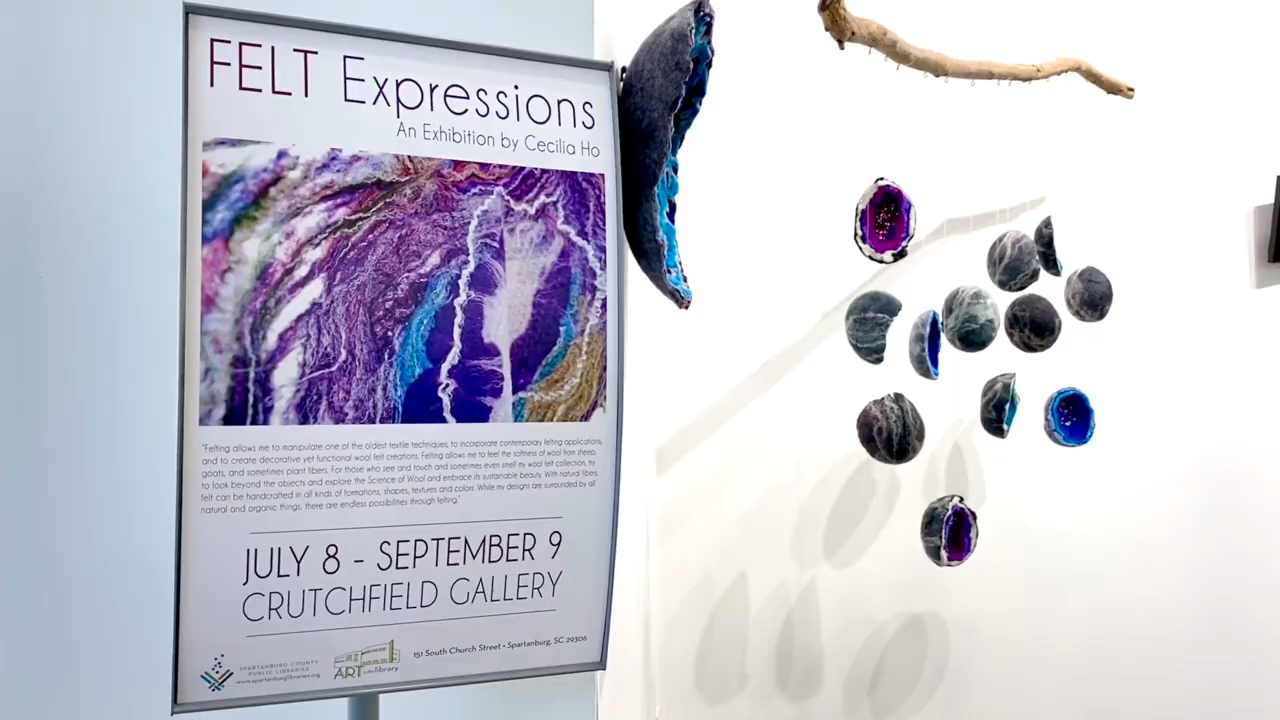 FELT Expressions
An Exhibition by Cecilia Ho
"Felting allows me to manipulate one of the oldest textile techniques; to incorporate contemporary felting applications,
and to create decorative yet functional wool felt creations. Felting allows me to feel the softness of wool from sheep,
goats, and sometimes plant fibers. For those who see and touch and sometimes even smell my wool felt collection, try
to look beyond the objects and explore the Science of Wool and embrace its sustainable beauty. With natural fibers,
felt can be handcrafted in all kinds of formations, shapes, textures and colors. While my designs are surrounded by all
natural and organic things, there are endless possibilities through felting."
JULY 8 - SEPTEMBER 9
CRUTCHFIELD GALLERY
151 South Church Street • Spartanburg, SC 29306
SPARTANBURG COUNTY
PUBLIC LIBRARIES
www.spartanburglibraries.org
ART in the library